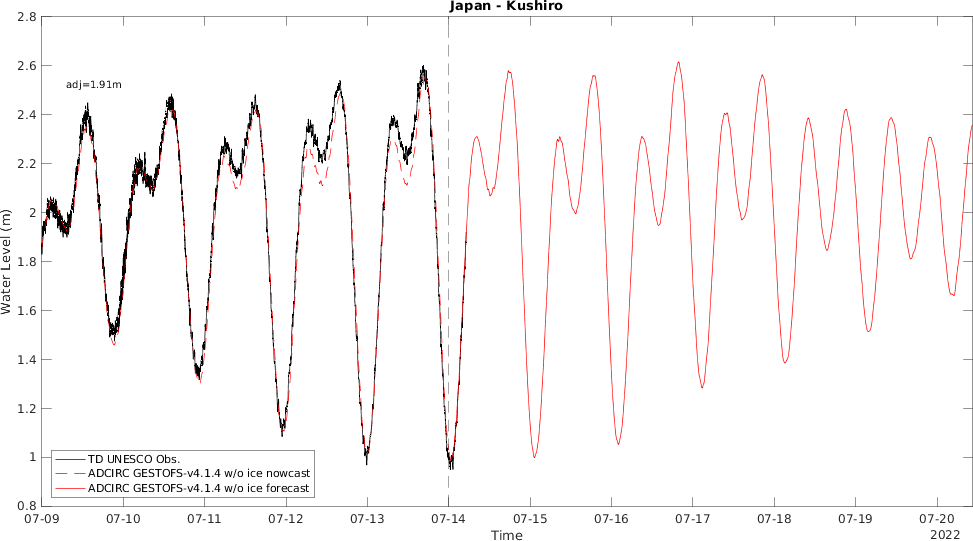 Japan - Kushiro
2.8
2.6
2.4
2.2
2
1.8
1.6
1.4
1.2
1
0.8
Water Level (m)
adj=1.91m
TD UNESCO Obs.
ADCIRC GESTOFS-v4.1.4 w/o ice nowcast
ADCIRC GESTOFS-v4.1.4 w/o ice forecast
07-09 07-10 07-11 07-12 07-13 07-14 07-15 07-16 07-17 07-18 07-19 07-20
Time
2022